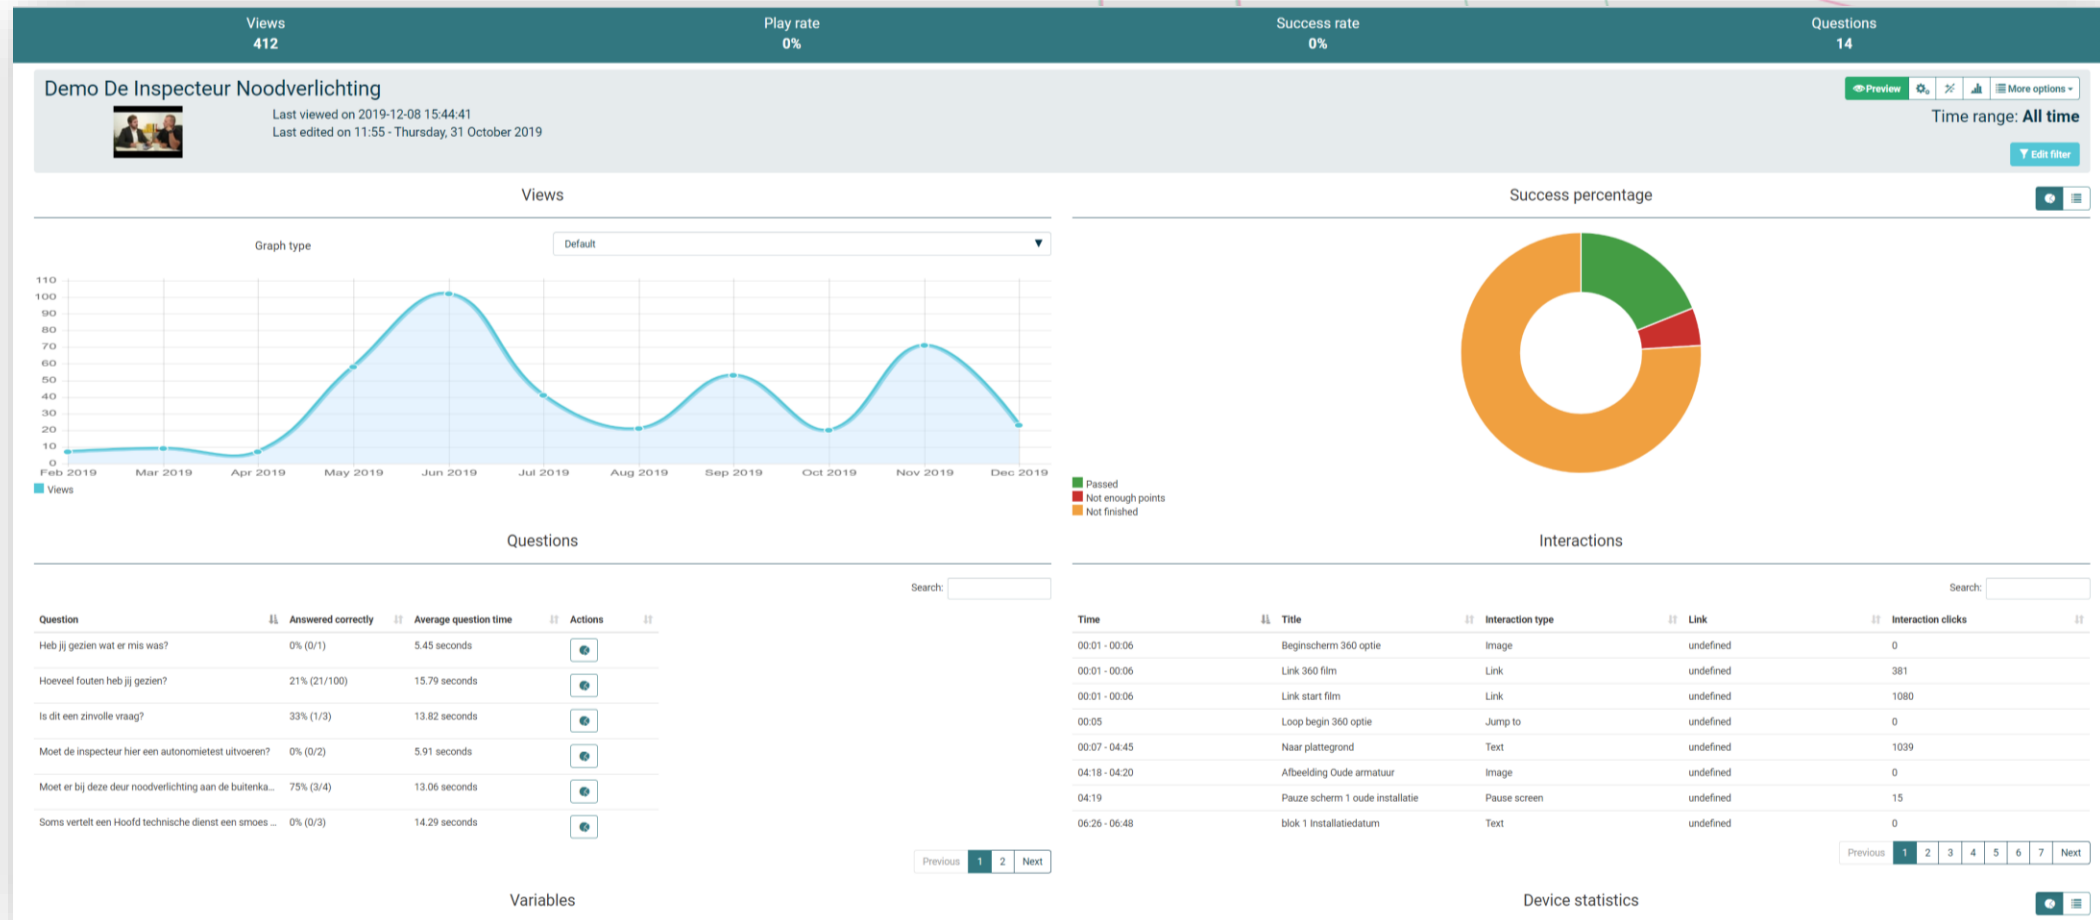 Views
412
Play rate
0%
Success rate
0%
Questions
14
Demo De Inspecteur Noodverlichting
Last viewed on 2019-12-08 15:44:41
Last edited on 11:55 - Thursday, 31 October 2019
Preview
More options
Time range: All time
Edit filter
Views
Graph type
Default
110
100
90
80
70
60
50
40
30
20
10
0
Feb 2019 Mar 2019 Apr 2019 May 2019 Jun 2019 Jul 2019 Aug 2019 Sep 2019 Oct 2019 Nov 2019 Dec 2019
Views
Success percentage
Passed
Not enough points
Not finished
Questions
Search:
Question Answered correctly Average question time Actions
Heb jij gezien wat er mis was? 0% (0/1) 5.45 seconds
Hoeveel fouten heb jij gezien? 21% (21/100) 15.79 seconds
Is dit een zinvolle vraag? 33% (1/3) 13.82 seconds
Moet de inspecteur hier een autonomietest uitvoeren? 0% (0/2) 5.91 seconds
Moet er bij deze deur noodverlichting aan de buitenka... 75% (3/4) 13.06 seconds
Soms vertelt een Hoofd technische dienst een smoes ... 0% (0/3) 14.29 seconds
Previous 1 2 Next
Interactions
Search:
Time Title Interaction type Link Interaction clicks
00:01 - 00:06 Beginscherm 360 optie Image undefined 0
00:01 - 00:06 Link 360 film Link undefined 381
00:01 - 00:06 Link start film Link undefined 1080
00:05 Loop begin 360 optie Jump to undefined 0
00:07 - 04:45 Naar plattegrond Text undefined 1039
04:18 - 04:20 Afbeelding Oude armatuur Image undefined 0
04:19 Pauze scherm 1 oude installatie Pause screen undefined 15
06:26 - 06:48 blok 1 Installatiedatum Text undefined 0
Previous 1 2 3 4 5 6 7 Next
Variables
Device statistics